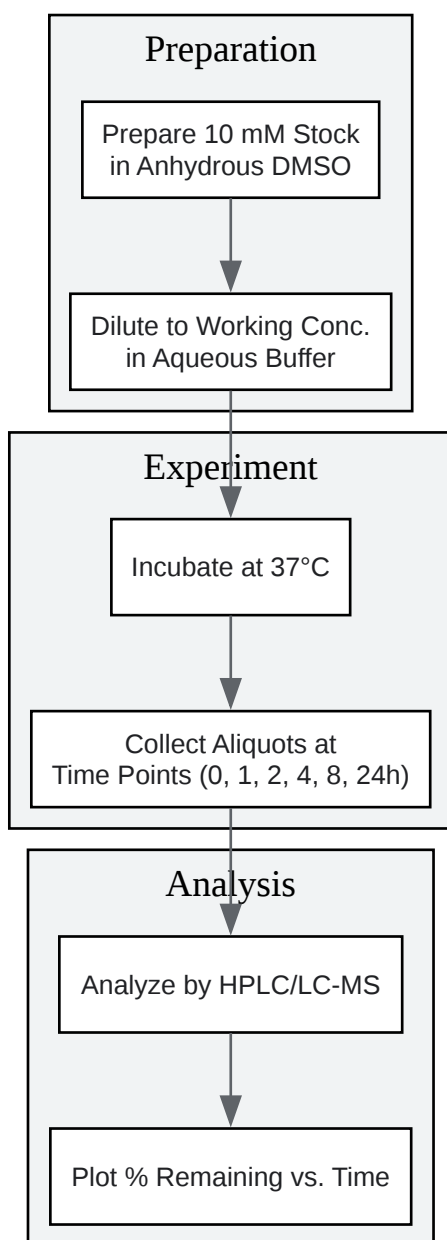 Preparation
Prepare 10 mM Stock
in Anhydrous DMSO
Dilute to Working Conc.
in Aqueous Buffer
Experiment
Incubate at 37°C
Collect Aliquots at
Time Points (0, 1, 2, 4, 8, 24h)
Analysis
Analyze by HPLC/LC-MS
Plot % Remaining vs. Time